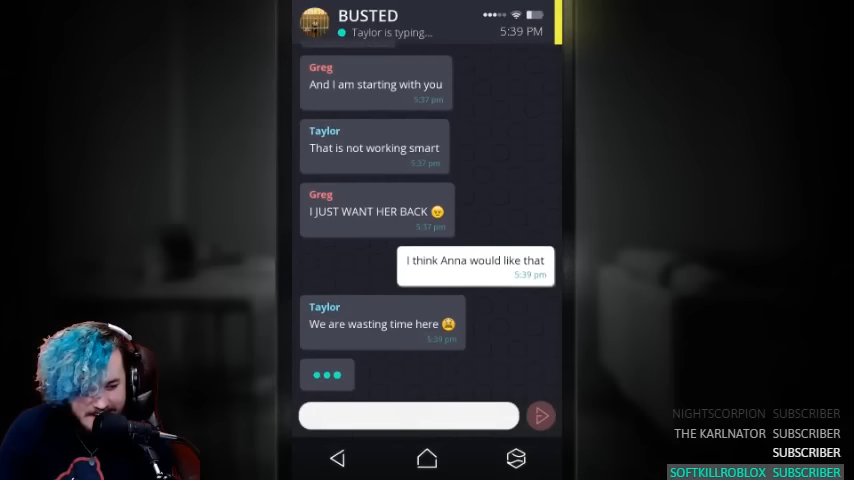 BUSTED
Taylor is typing...
5:39 PM
Greg
And I am starting with you
5:37 pm
Taylor
That is not working smart
5:37 pm
Greg
I JUST WANT HER BACK 😉
5:37 pm
I think Anna would like that
5:39 pm
Taylor
We are wasting time here 😫
5:39 pm
NIGHTSCORPION SUBSCRIBER
THE KARLNATOR SUBSCRIBER
SUBSCRIBER
SOFTKILLROBLOX SUBSCRIBER